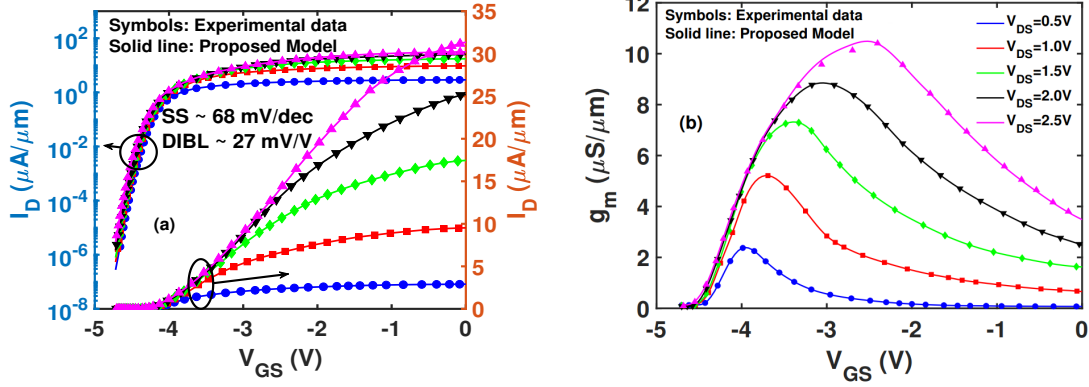 Symbols: Experimental data
Solid line: Proposed Model
SS ~ 68 mV/dec
DIBL ~ 27 mV/V
(a)
I_D (μA/μm)
10^2
10^0
10^-2
10^-4
10^-6
10^-8
I_D (μA/μm)
35
30
25
20
15
10
5
0
-5 -4 -3 -2 -1 0
V_GS (V)
Symbols: Experimental data
Solid line: Proposed Model
(b)
V_DS=0.5V
V_DS=1.0V
V_DS=1.5V
V_DS=2.0V
V_DS=2.5V
g_m (μS/μm)
12
10
8
6
4
2
0
-5 -4 -3 -2 -1 0
V_GS (V)